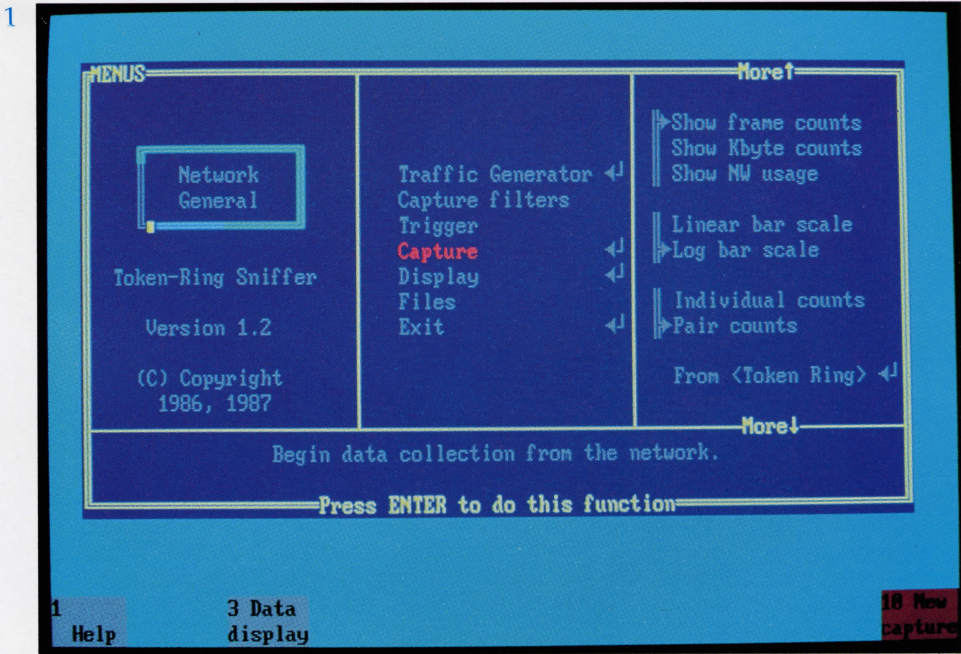 1
MENUS
More↑
Network
General
Token-Ring Sniffer
Version 1.2
(C) Copyright
1986, 1987
Traffic Generator ↲
Capture filters
Trigger
Capture ↲
Display ↲
Files
Exit ↲
Show frame counts
Show Kbyte counts
Show NW usage
Linear bar scale
Log bar scale
Individual counts
Pair counts
From <Token Ring> ↲
More↓
Begin data collection from the network.
Press ENTER to do this function
1
Help
3 Data
display
10 New
capture